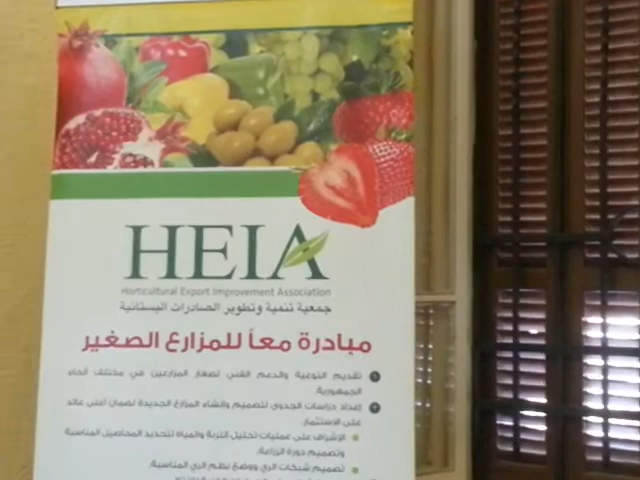 HEIA
Horticultural Export Improvement Association
جمعية تنمية وتطوير الصادرات البستانية
مبادرة معاً للمزارع الصغير
تقديم التوعية والدعم الفني لصغار المزارعين في مختلف أنحاء
الجمهورية.
إعداد دراسات الجدوى لتصميم وإنشاء المزارع الجديدة لضمان أعلى عائد
على الاستثمار.
الإشراف على عمليات تحليل التربة والمياه لتحديد المحاصيل المناسبة
وتصميم دورة الزراعة.
تصميم شبكات الري ووضع نظم الري المناسبة.